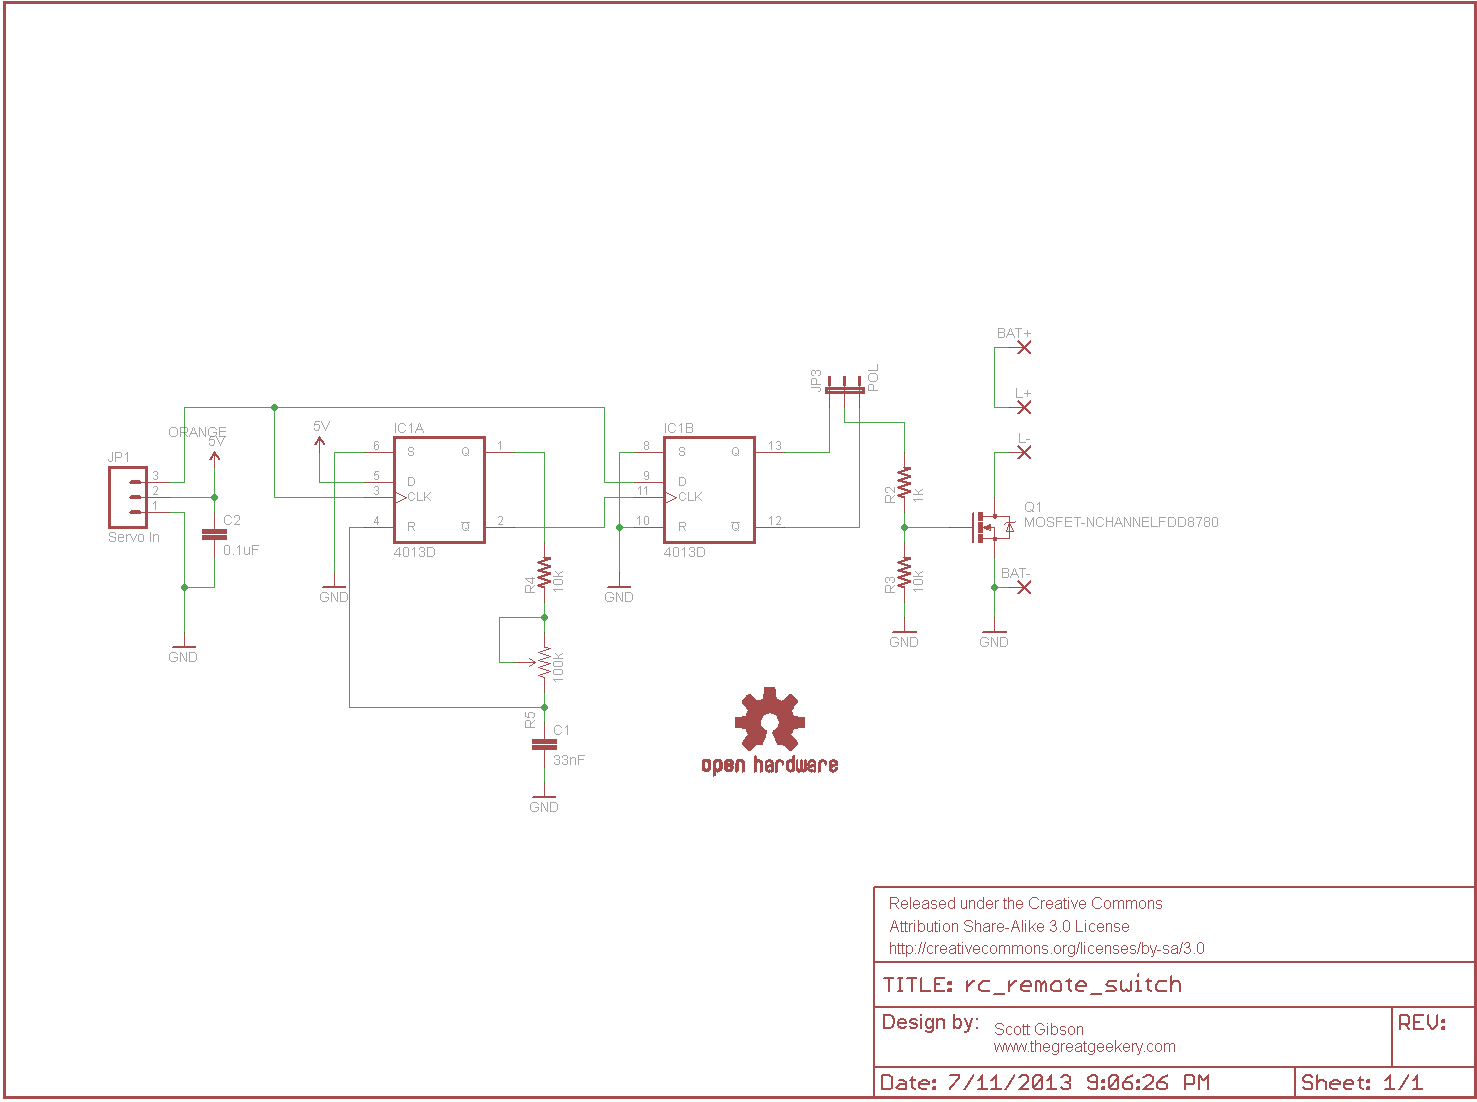 BAT+
L+
L-
JP3
POL
ORANGE
5V
5V
IC1A
IC1B
JP1
3
2
1
Servo In
C2
0.1uF
GND
6
5
3
4
S
D
CLK
R
Q
Q
1
2
4013D
GND
8
9
11
10
S
D
CLK
R
Q
Q
13
12
4013D
GND
R4
10k
100k
R5
C1
33nF
GND
R2
1k
R3
10k
GND
Q1
MOSFET-NCHANNELFDD8780
BAT-
GND
open hardware
Released under the Creative Commons
Attribution Share-Alike 3.0 License
http://creativecommons.org/licenses/by-sa/3.0
TITLE: rc_remote_switch
Design by:
Scott Gibson
www.thegreatgeekery.com
REV:
Date: 7/11/2013 9:06:26 PM
Sheet: 1/1